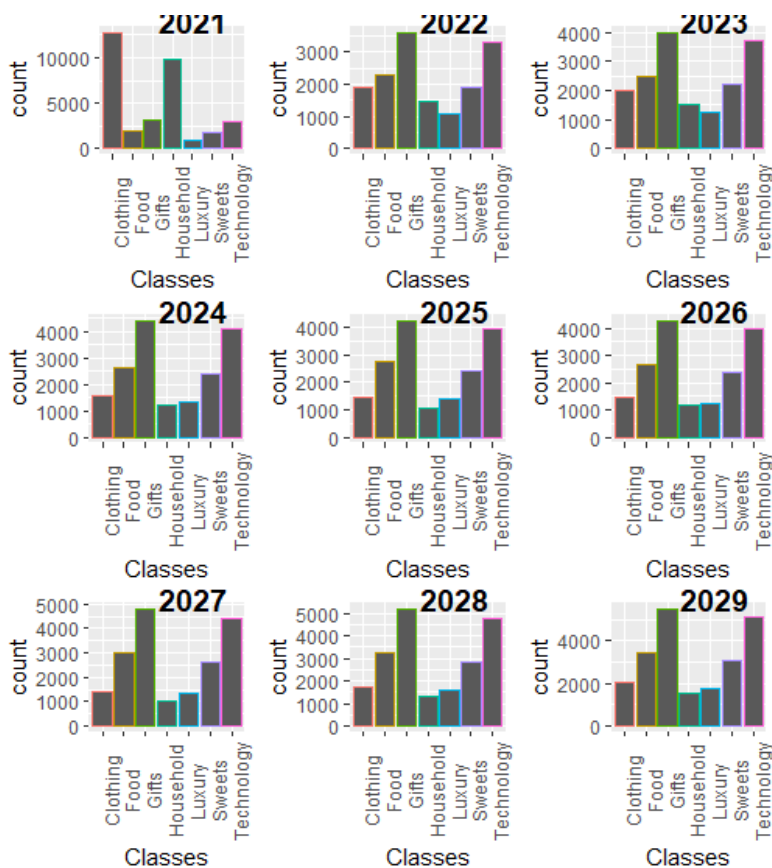 2021
2022
2023
10000
5000
0
count
3000
2000
1000
0
count
4000
3000
2000
1000
0
count
Clothing
Food
Gifts
Household
Luxury
Sweets
Technology
Classes
Clothing
Food
Gifts
Household
Luxury
Sweets
Technology
Classes
Clothing
Food
Gifts
Household
Luxury
Sweets
Technology
Classes
2024
2025
2026
4000
3000
2000
1000
0
count
4000
3000
2000
1000
0
count
4000
3000
2000
1000
0
count
Clothing
Food
Gifts
Household
Luxury
Sweets
Technology
Classes
Clothing
Food
Gifts
Household
Luxury
Sweets
Technology
Classes
Clothing
Food
Gifts
Household
Luxury
Sweets
Technology
Classes
2027
2028
2029
5000
4000
3000
2000
1000
0
count
5000
4000
3000
2000
1000
0
count
4000
2000
0
count
Clothing
Food
Gifts
Household
Luxury
Sweets
Technology
Classes
Clothing
Food
Gifts
Household
Luxury
Sweets
Technology
Classes
Clothing
Food
Gifts
Household
Luxury
Sweets
Technology
Classes